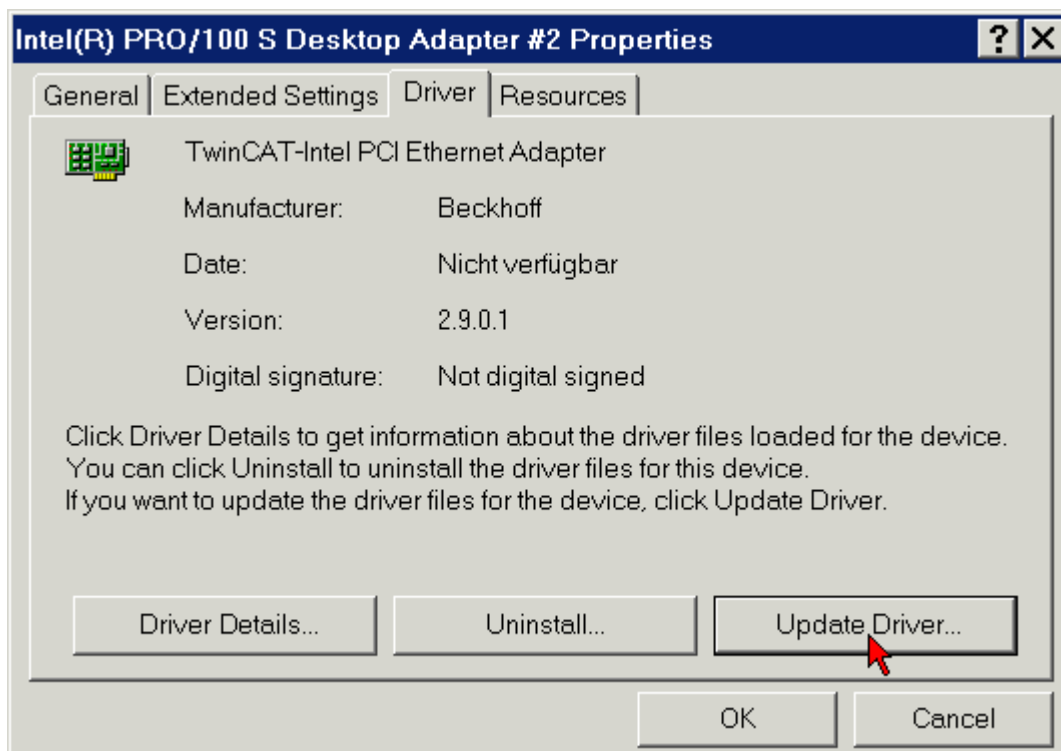 Intel(R) PRO/100 S Desktop Adapter #2 Properties
General Extended Settings Driver Resources
TwinCAT-Intel PCI Ethernet Adapter
Manufacturer: Beckhoff
Date: Nicht verfügbar
Version: 2.9.0.1
Digital signature: Not digital signed
Click Driver Details to get information about the driver files loaded for the device.
You can click Uninstall to uninstall the driver files for this device.
If you want to update the driver files for the device, click Update Driver.
Driver Details... Uninstall... Update Driver...
OK Cancel